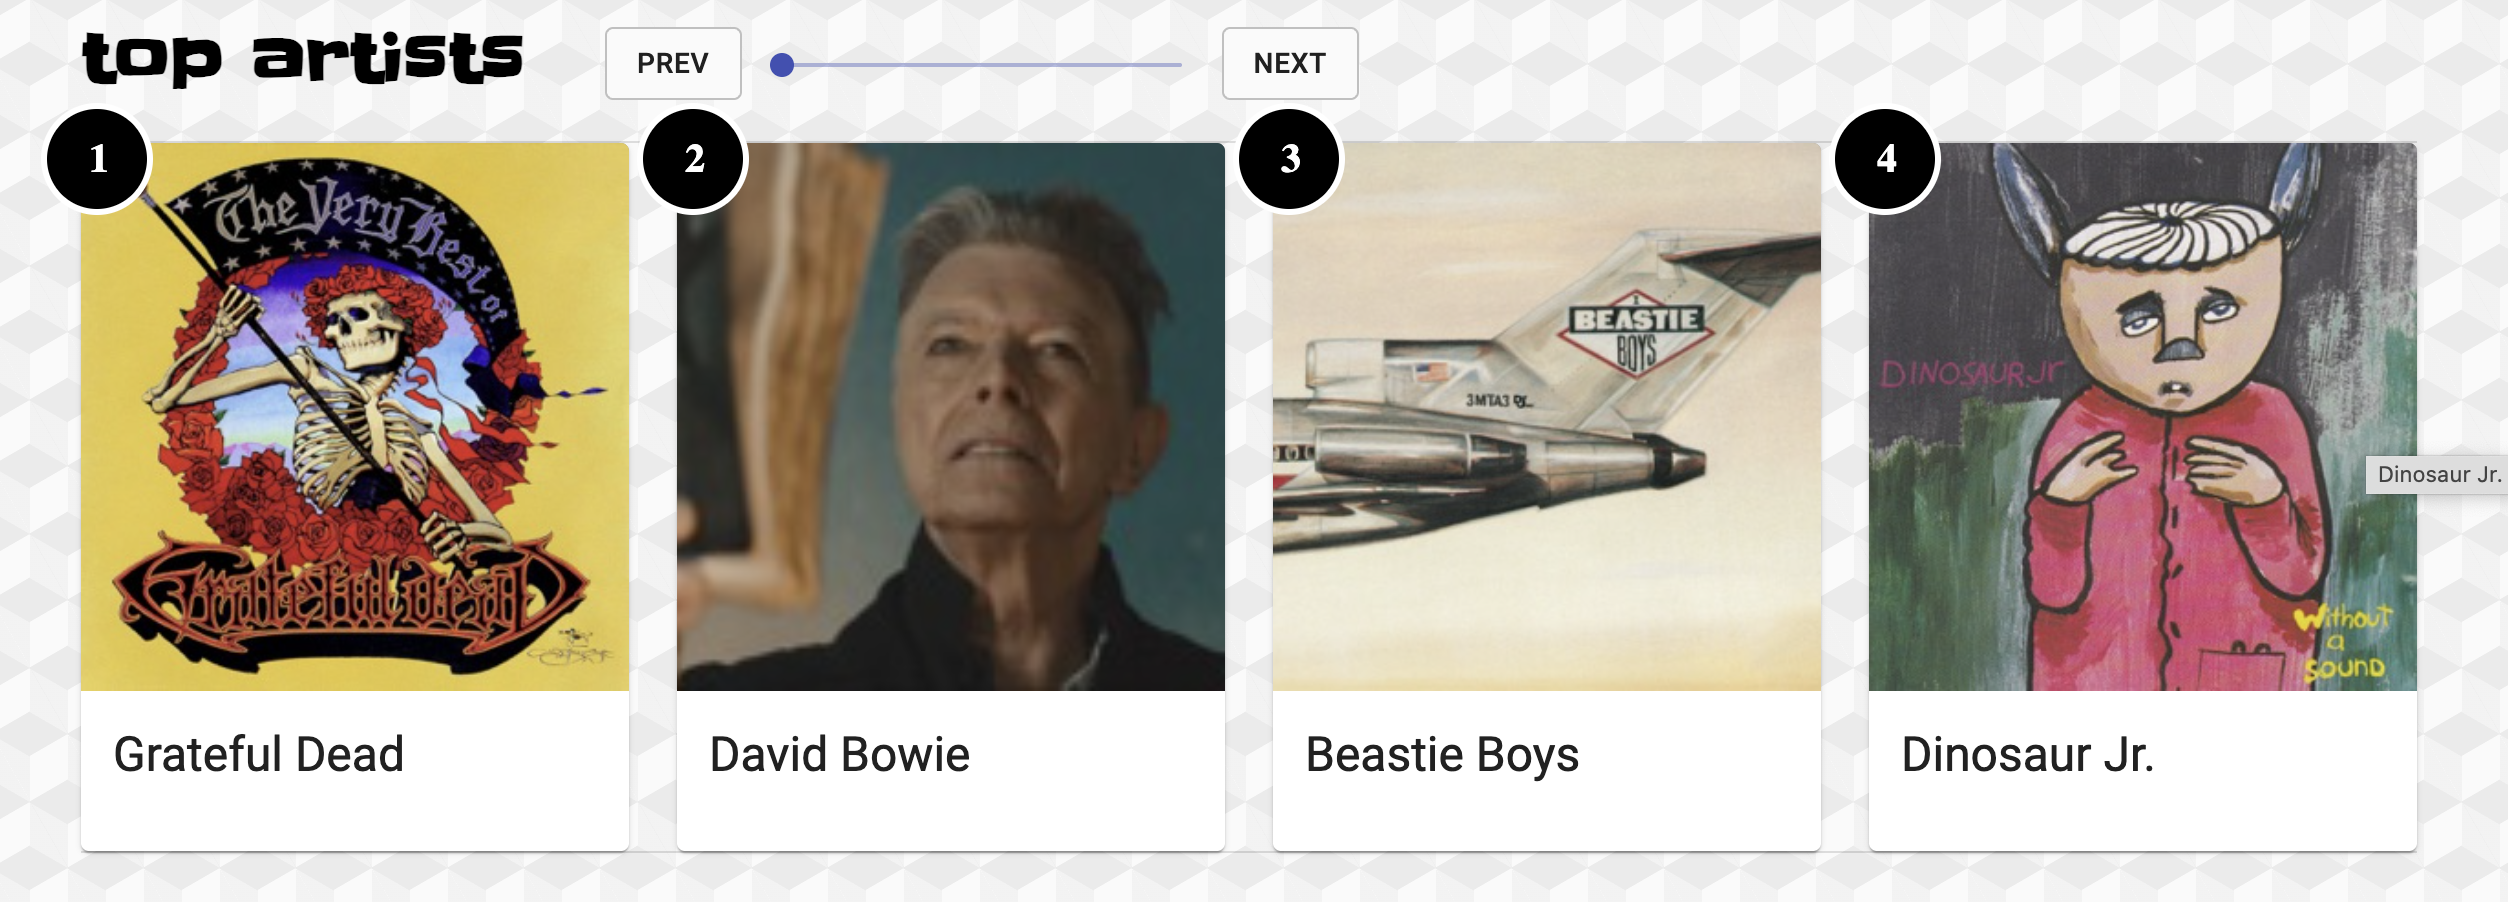 top artists
PREV
NEXT
1
2
3
4
The Very Best of
Grateful Dead
BEASTIE
BOYS
3MTA3
DINOSAUR.Jr
Without
a
sound
Dinosaur Jr.
Grateful Dead
David Bowie
Beastie Boys
Dinosaur Jr.